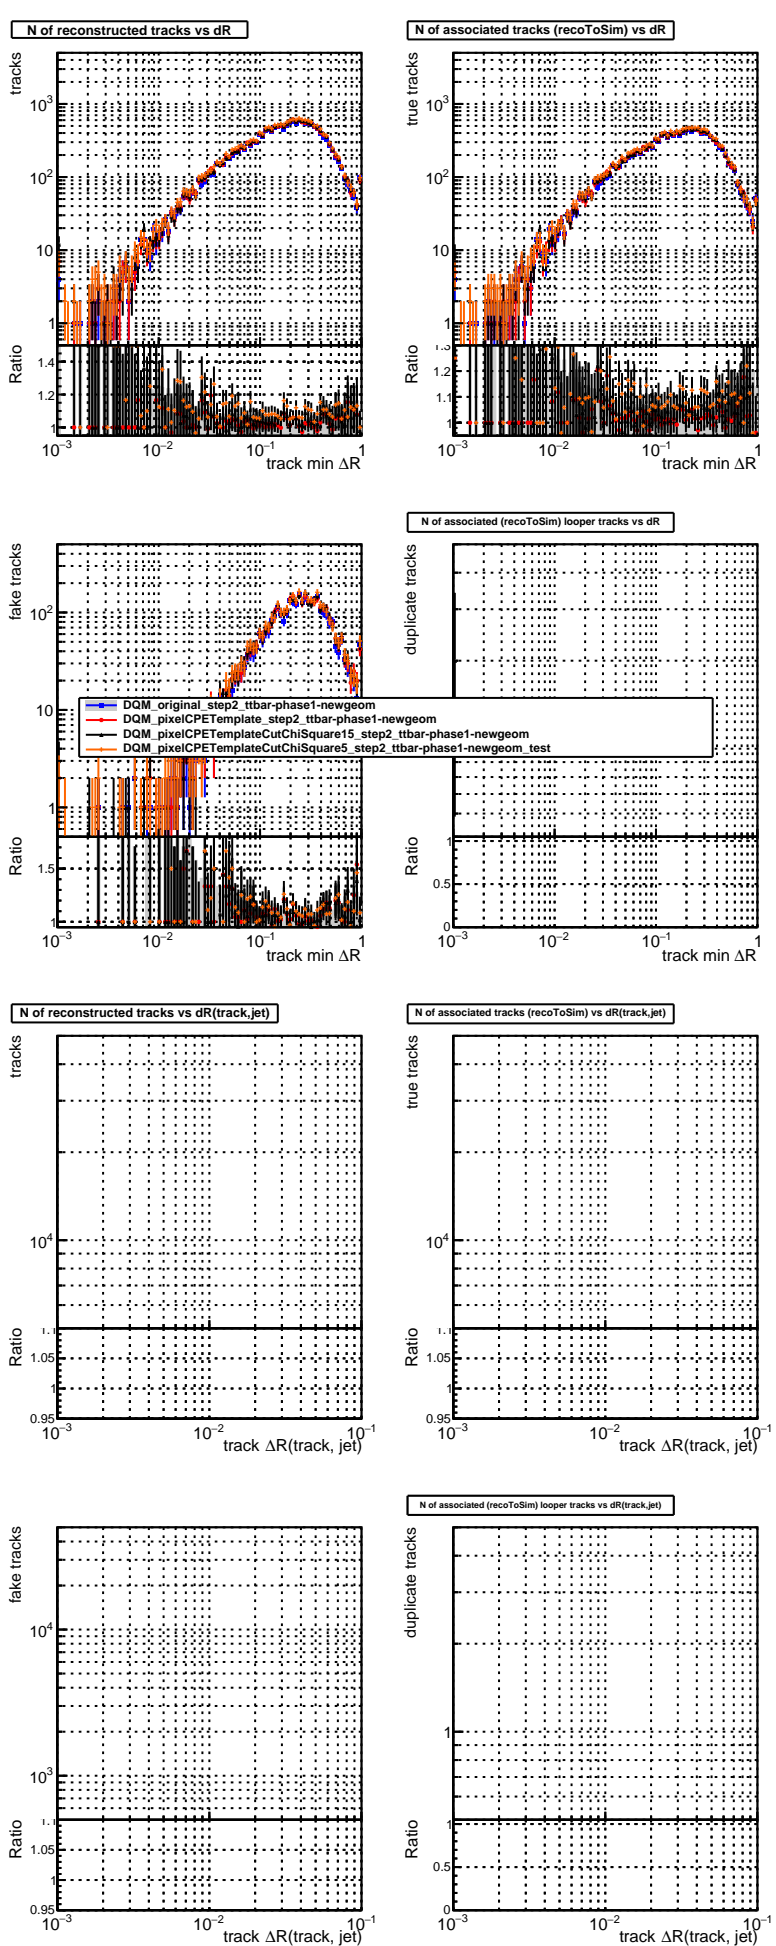 N of reconstructed tracks vs dR
tracks
10³
10²
10
1
Ratio
1.4
1.2
1
10⁻³ 10⁻² 10⁻¹ 1
track min ΔR
N of associated tracks (recoToSim) vs dR
true tracks
10³
10²
10
1
Ratio
1.3
1.2
1.1
1
10⁻³ 10⁻² 10⁻¹ 1
track min ΔR
fake tracks
10²
10
1
Ratio
1.5
1
10⁻³ 10⁻² 10⁻¹ 1
track min ΔR
N of associated (recoToSim) looper tracks vs dR
duplicate tracks
Ratio
1
0.5
0
10⁻³ 10⁻² 10⁻¹ 1
track min ΔR
DQM_original_step2_ttbar-phase1-newgeom
DQM_pixelCPETemplate_step2_ttbar-phase1-newgeom
DQM_pixelCPETemplateCutChiSquare15_step2_ttbar-phase1-newgeom
DQM_pixelCPETemplateCutChiSquare5_step2_ttbar-phase1-newgeom_test
N of reconstructed tracks vs dR(track,jet)
tracks
10⁴
Ratio
1.1
1.05
1
0.95
10⁻³ 10⁻² 10⁻¹
track ΔR(track, jet)
N of associated tracks (recoToSim) vs dR(track,jet)
true tracks
10⁴
Ratio
1.1
1.05
1
0.95
10⁻³ 10⁻² 10⁻¹
track ΔR(track, jet)
fake tracks
10⁴
10³
Ratio
1.1
1.05
1
0.95
10⁻³ 10⁻² 10⁻¹
track ΔR(track, jet)
N of associated (recoToSim) looper tracks vs dR(track,jet)
duplicate tracks
1
Ratio
1
0.5
0
10⁻³ 10⁻² 10⁻¹
track ΔR(track, jet)